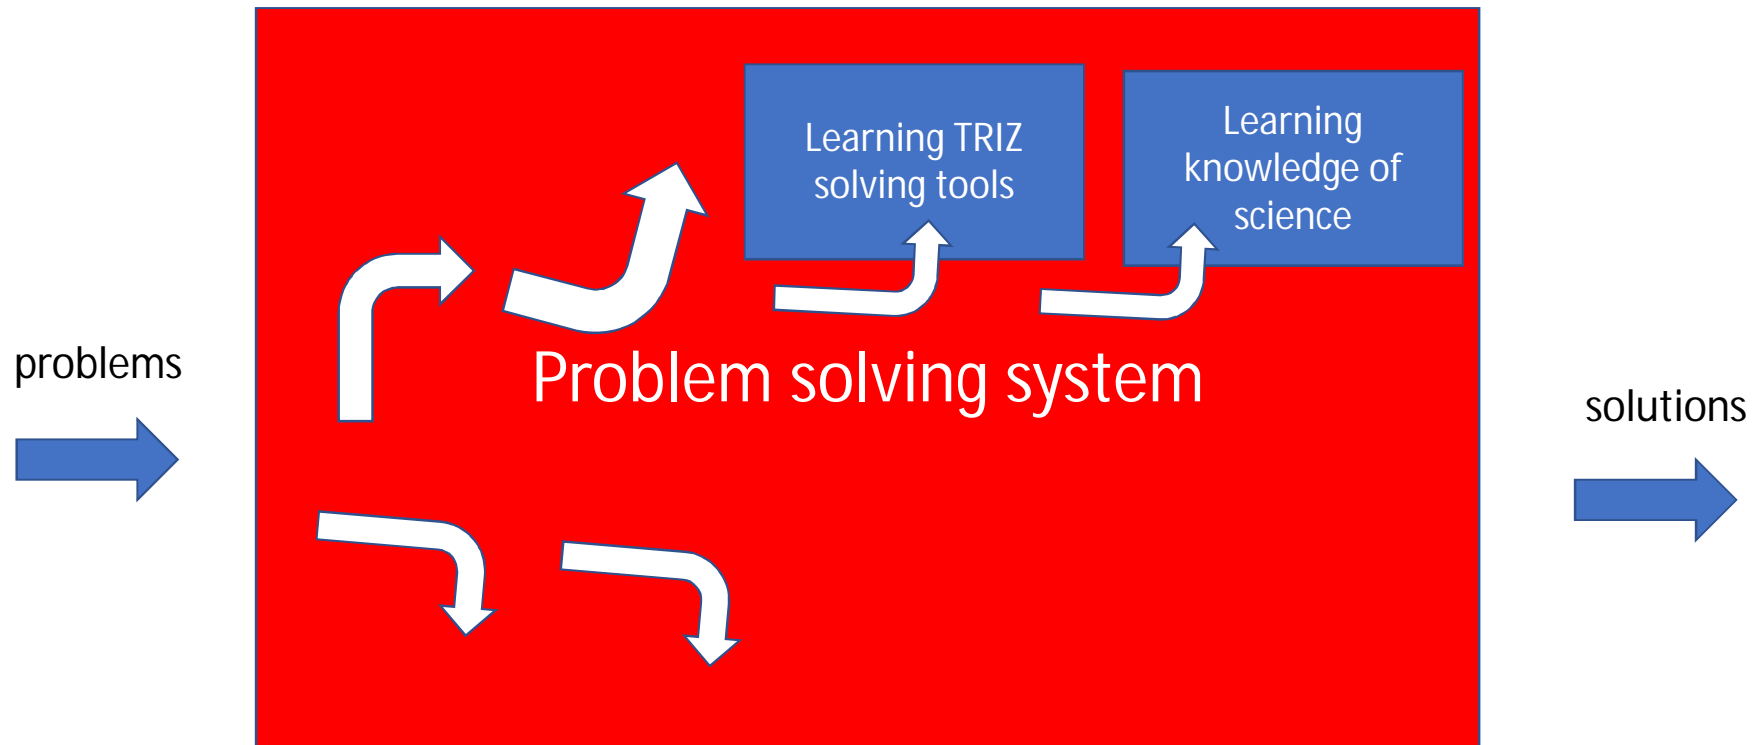 Learning TRIZ
solving tools
Learning
knowledge of
science
problems
Problem solving system
solutions